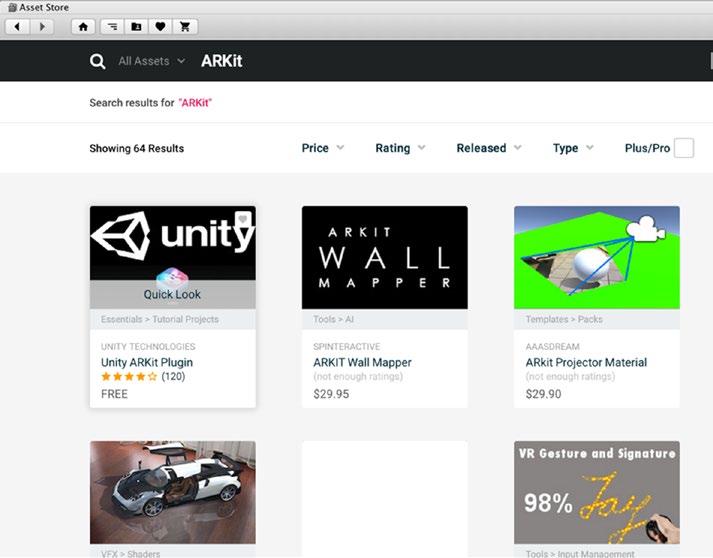 Asset Store
All Assets
ARKit
Search results for "ARKit"
Showing 64 Results
Price
Rating
Released
Type
Plus/Pro
unity
Quick Look
Essentials > Tutorial Projects
UNITY TECHNOLOGIES
Unity ARKit Plugin
(120)
FREE
ARKIT
WALL
MAPPER
Tools > AI
SPINTERACTIVE
ARKIT Wall Mapper
(not enough ratings)
$29.95
Templates > Packs
AAASDREAM
ARkit Projector Material
(not enough ratings)
$29.90
VFX > Shaders
VR Gesture and Signature
98%
Jay
Tools > Input Management